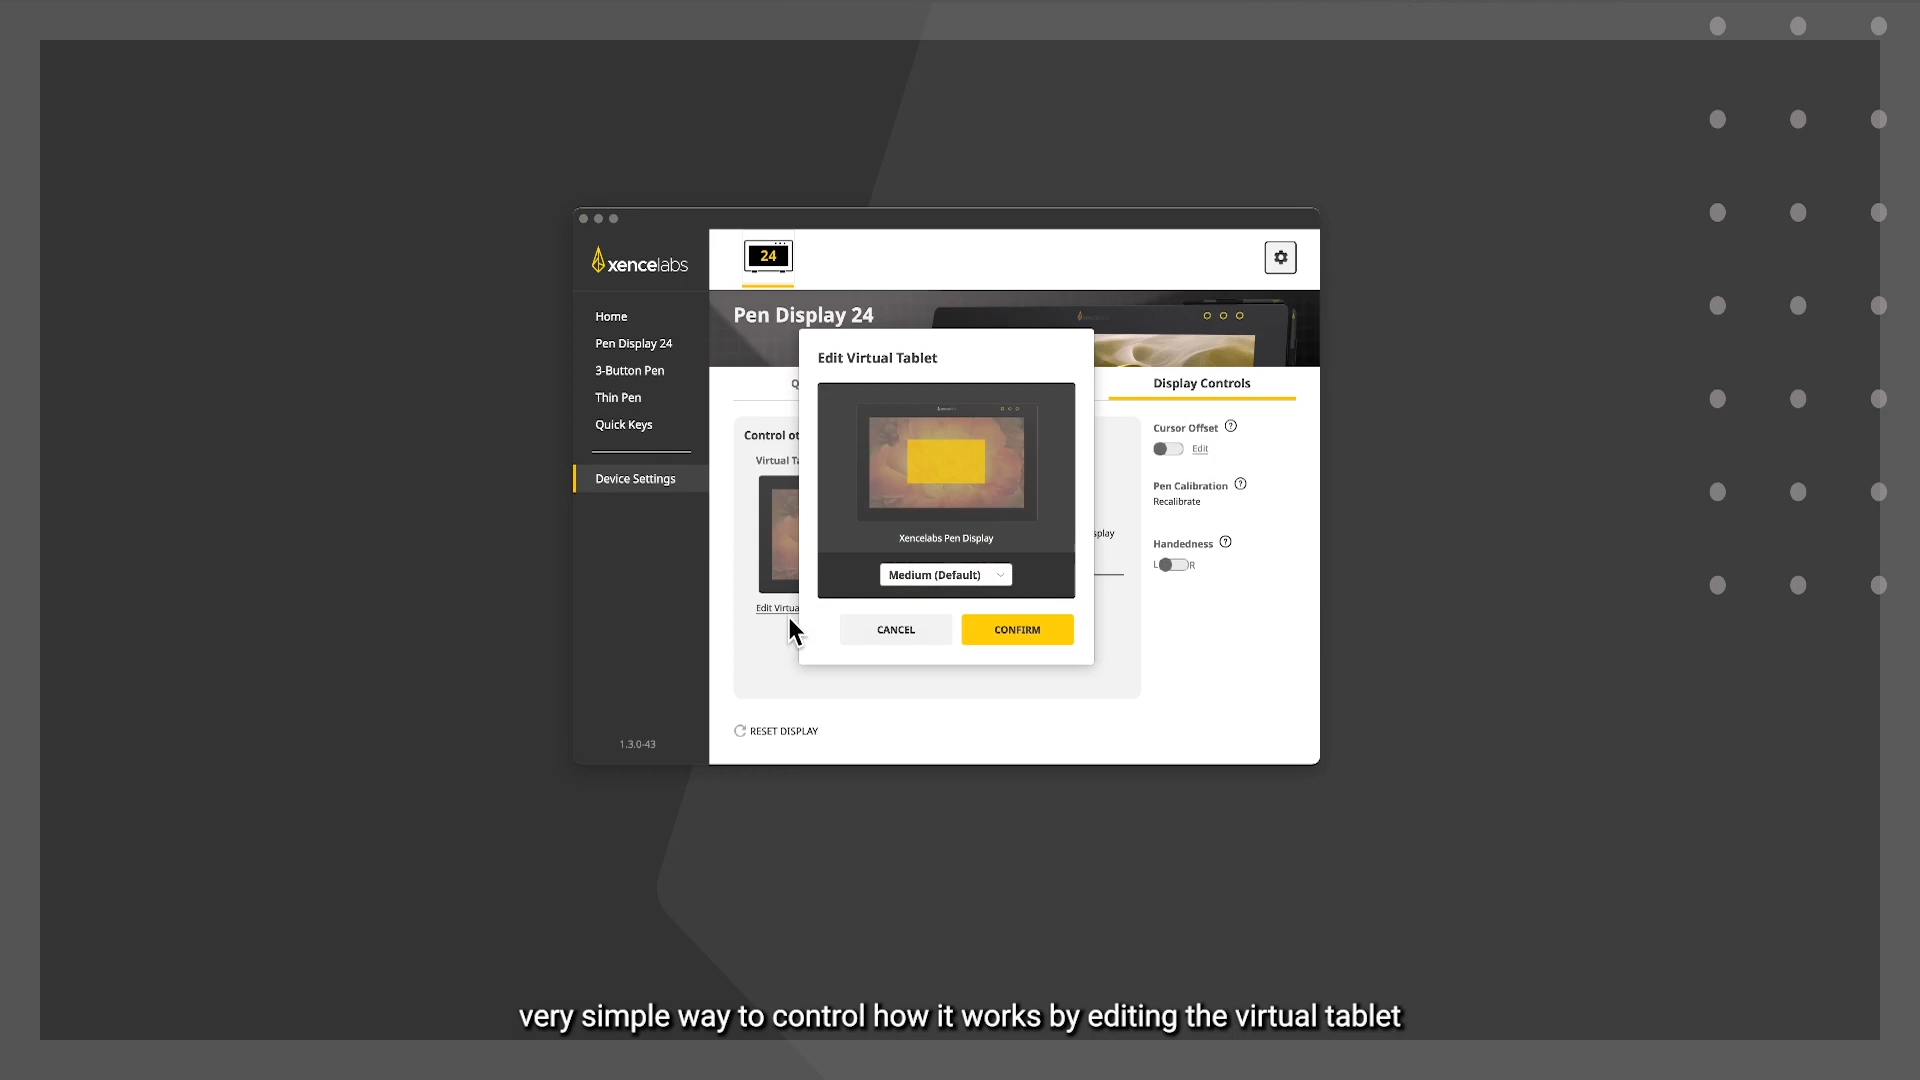 xencelabs
24
Home
Pen Display 24
3-Button Pen
Thin Pen
Quick Keys
Device Settings
1.3.0-43
Pen Display 24
Q
Display Controls
Control ot
Virtual Ta
Edit Virtua
splay
Edit Virtual Tablet
Xencelabs Pen Display
Medium (Default)
CANCEL
CONFIRM
Cursor Offset ?
Edit
Pen Calibration ?
Recalibrate
Handedness ?
L R
RESET DISPLAY
very simple way to control how it works by editing the virtual tablet